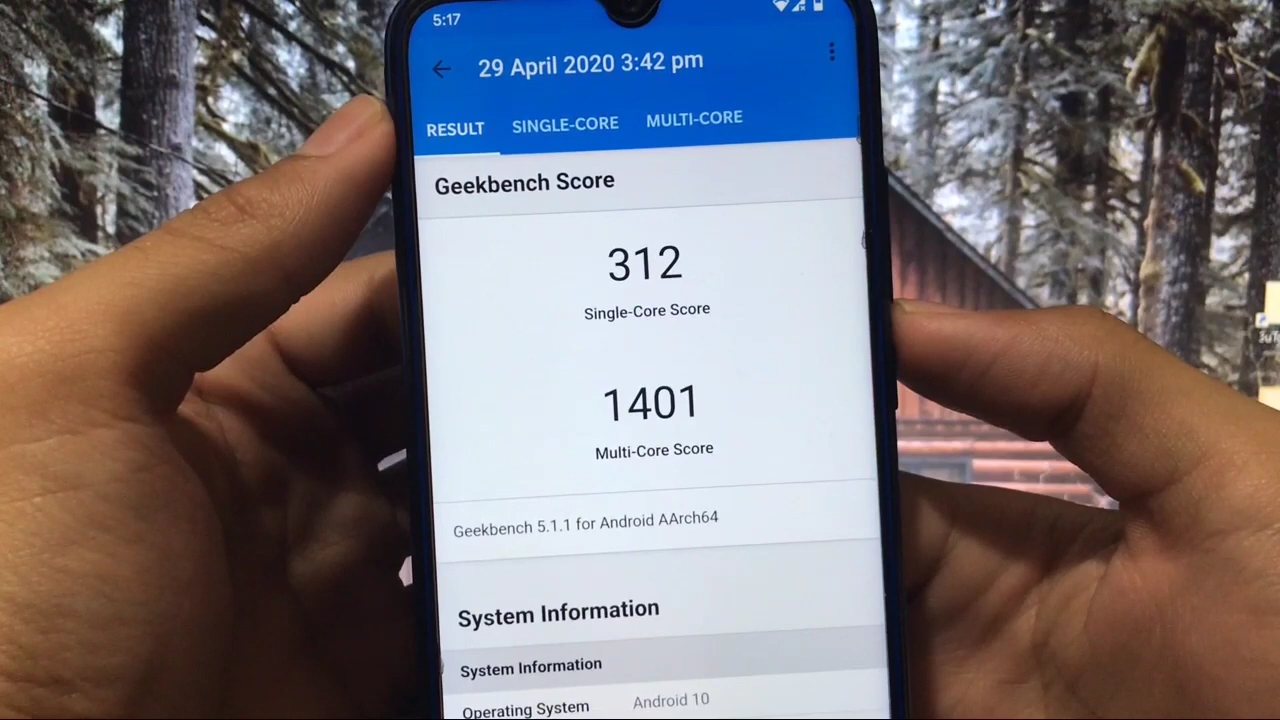 5:17
29 April 2020 3:42 pm
RESULT SINGLE-CORE MULTI-CORE
Geekbench Score
312
Single-Core Score
1401
Multi-Core Score
Geekbench 5.1.1 for Android AArch64
System Information
System Information
Operating System Android 10